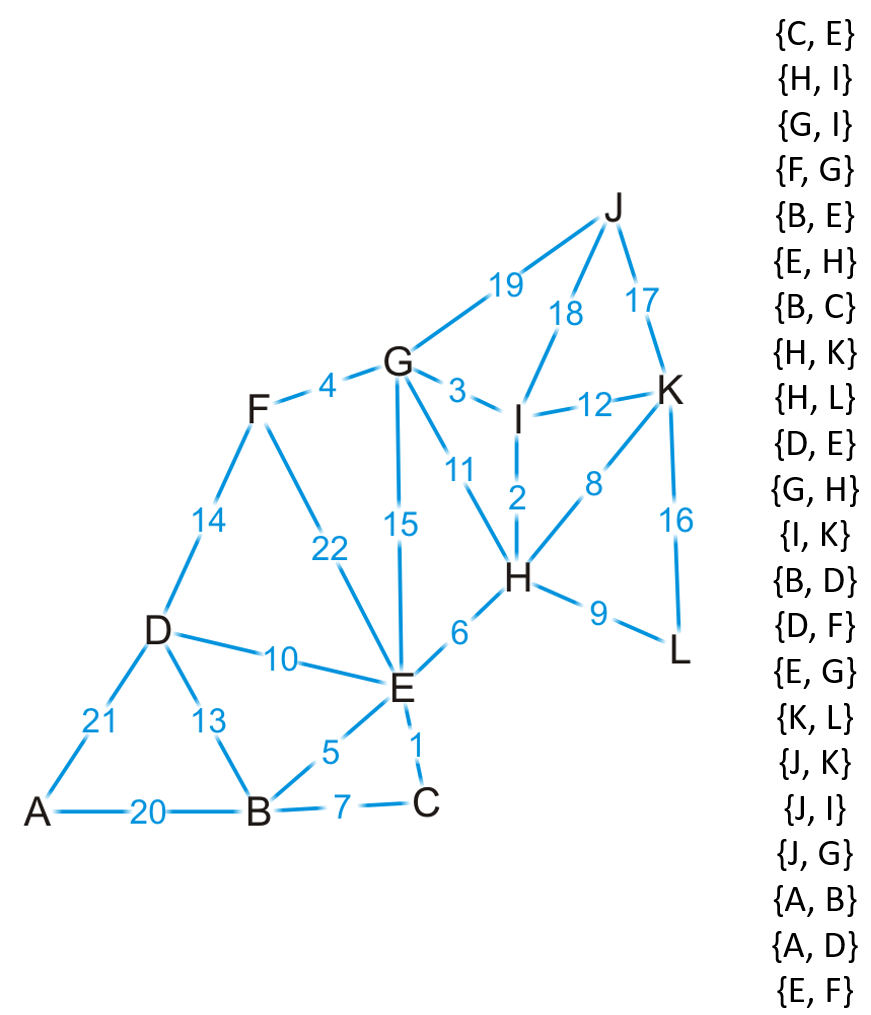 J
19
18
17
G
4
3
K
F
I
12
11
8
14
15
2
16
22
H
9
D
6
L
10
E
21
13
5
1
A
20
B
7
C
{C, E}
{H, I}
{G, I}
{F, G}
{B, E}
{E, H}
{B, C}
{H, K}
{H, L}
{D, E}
{G, H}
{I, K}
{B, D}
{D, F}
{E, G}
{K, L}
{J, K}
{J, I}
{J, G}
{A, B}
{A, D}
{E, F}